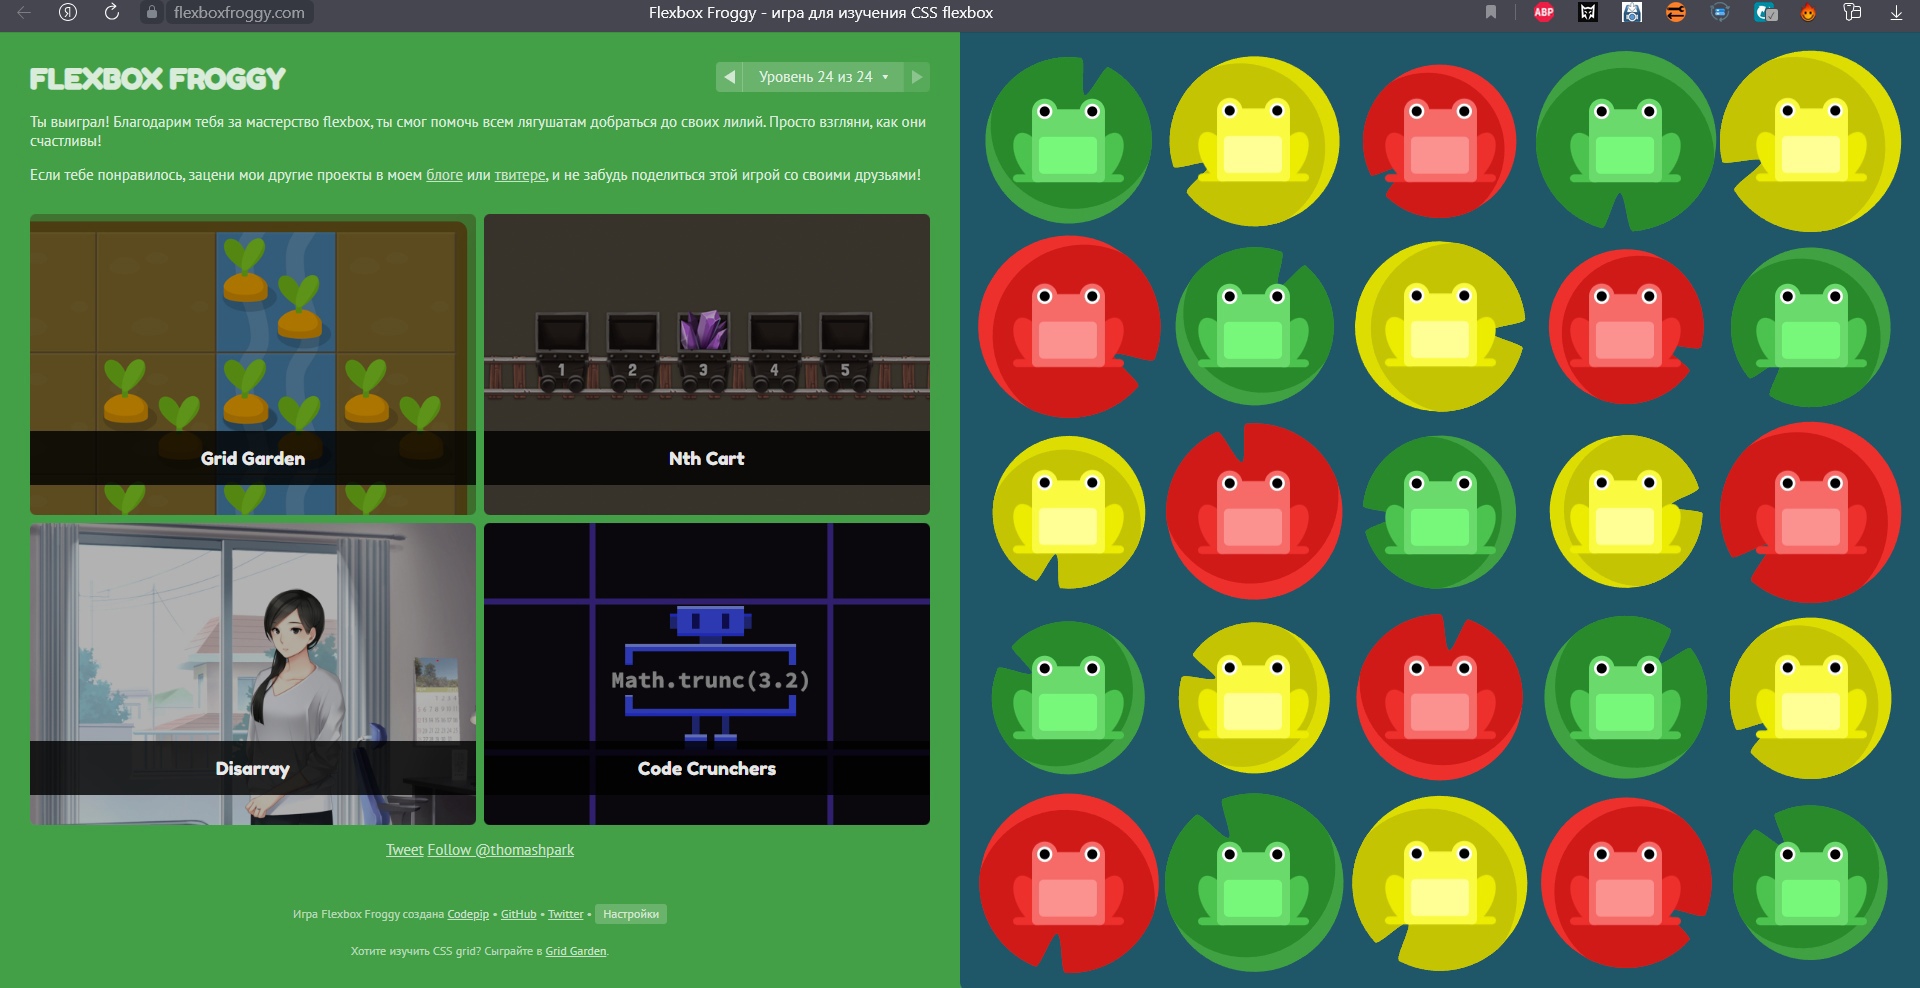 flexboxfroggy.com
Flexbox Froggy - игра для изучения CSS flexbox
ABP
FLEXBOX FROGGY
Уровень 24 из 24
Ты выиграл! Благодарим тебя за мастерство flexbox, ты смог помочь всем лягушатам добраться до своих лилий. Просто взгляни, как они
счастливы!
Если тебе понравилось, зацени мои другие проекты в моем блоге или твитере, и не забудь поделиться этой игрой со своими друзьями!
1 2 3 4 5
Grid Garden
Nth Cart
Math.trunc(3.2)
Disarray
Code Crunchers
Tweet Follow @thomashpark
Игра Flexbox Froggy создана Codepip • GitHub • Twitter • Настройки
Хотите изучить CSS grid? Сыграйте в Grid Garden.